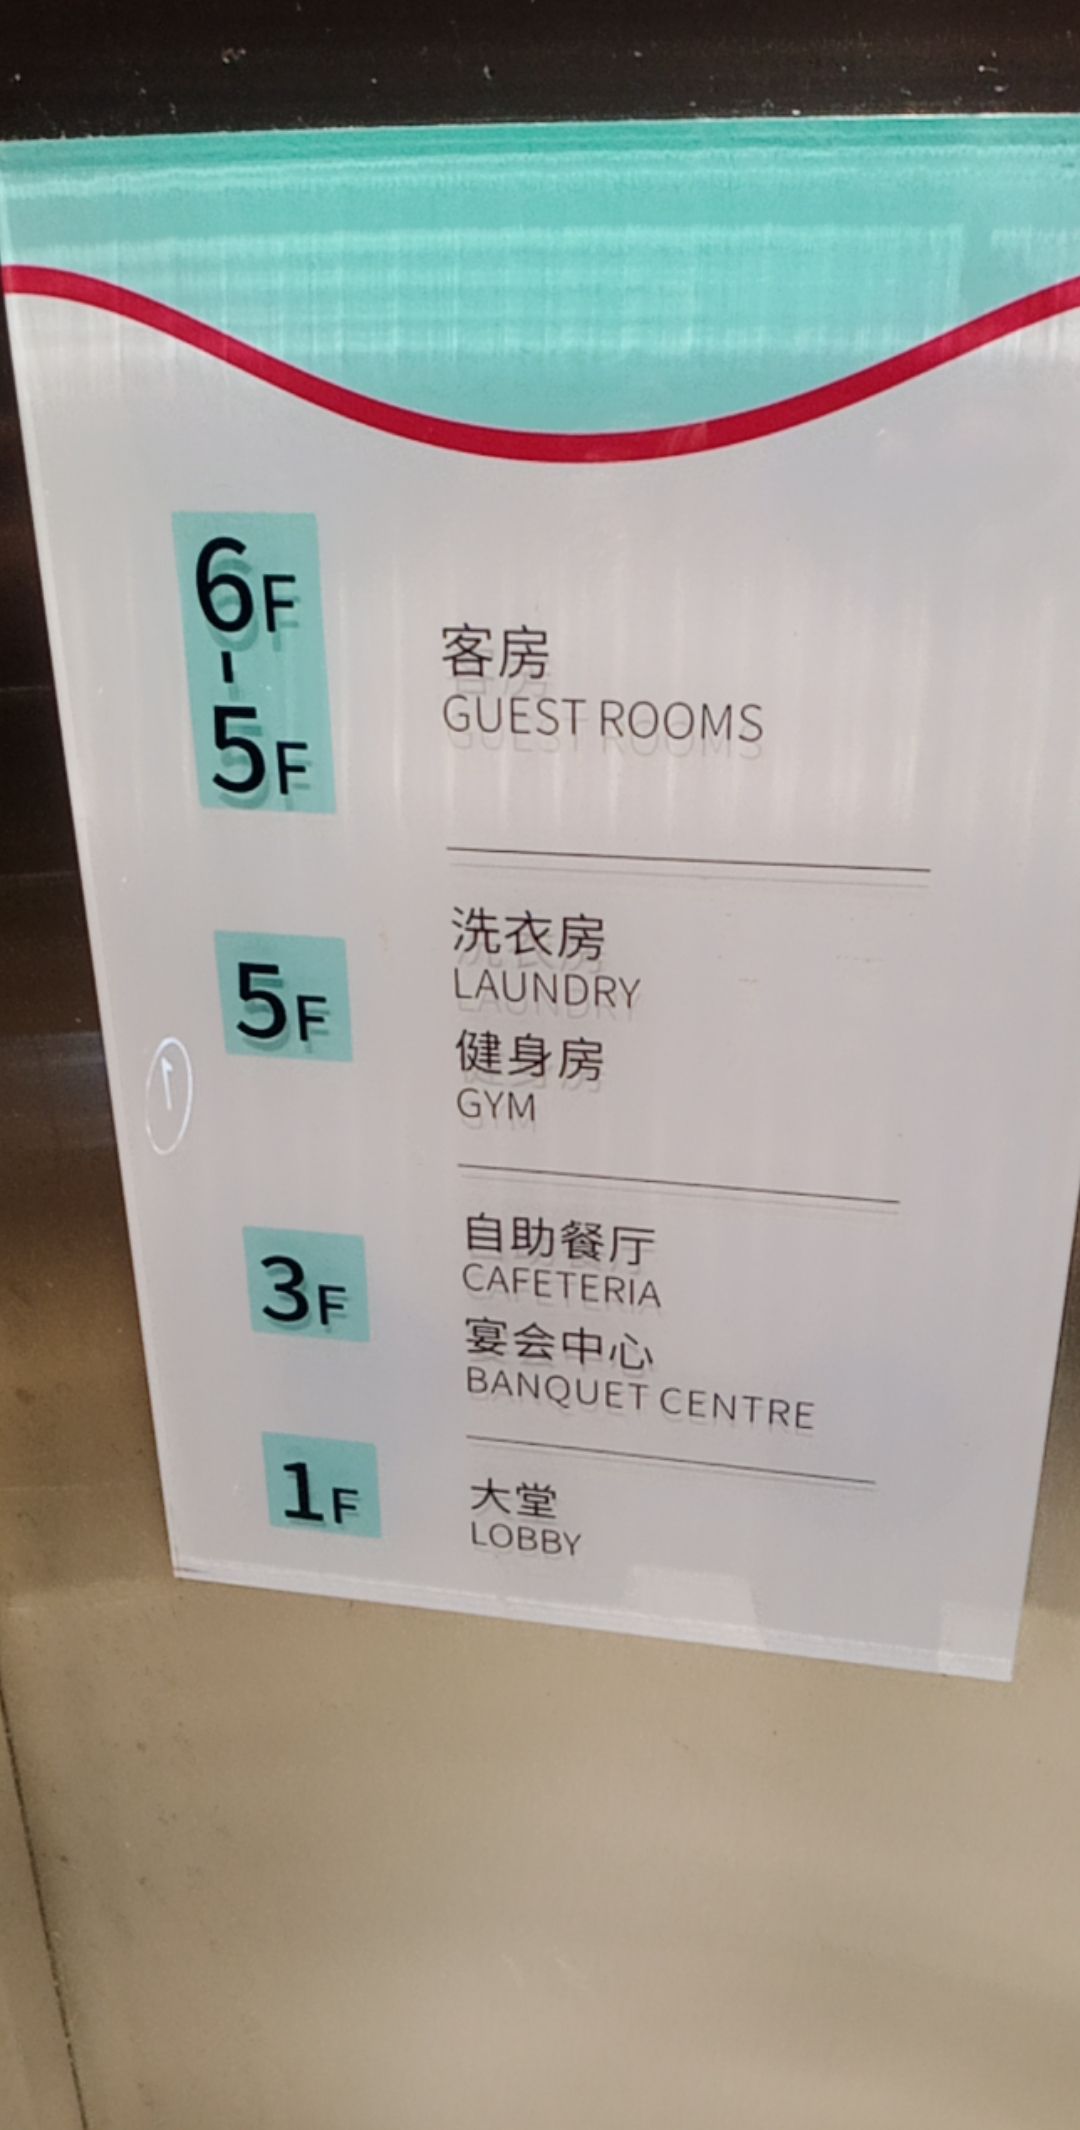 6F
-
5F
客房
GUEST ROOMS
5F
洗衣房
LAUNDRY
健身房
GYM
3F
自助餐厅
CAFETERIA
宴会中心
BANQUET CENTRE
1F
大堂
LOBBY